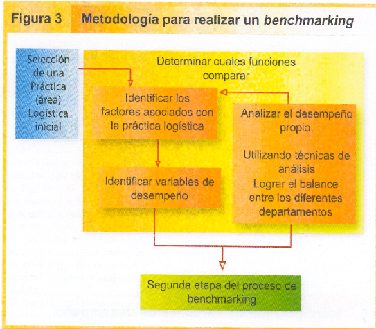 Figura 3 Metodología para realizar un benchmarking
Selección
de una
Práctica
(área)
Logística
inicial
Determinar cuales funciones
comparar
Identificar los
factores asociados con
la práctica logística
Identificar variables de
desempeño
Analizar el desempeño
propio
Utilizando técnicas de
análisis
Lograr el balance
entre los diferentes
departamentos
Segunda etapa del proceso de
benchmarking